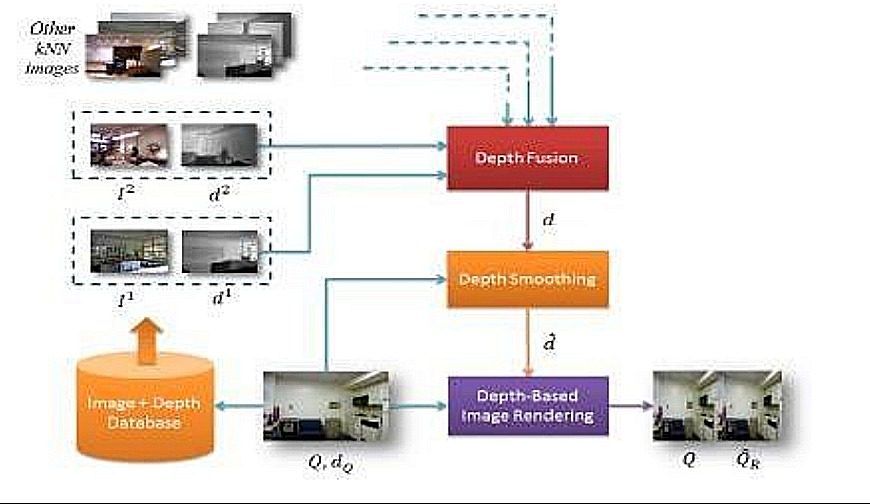 Other
kNN
images
I²
d²
Depth Fusion
d
I¹
d¹
Depth Smoothing
d̂
Image + Depth
Database
Depth-Based
Image Rendering
Q, d_Q
Q
Q̂_R